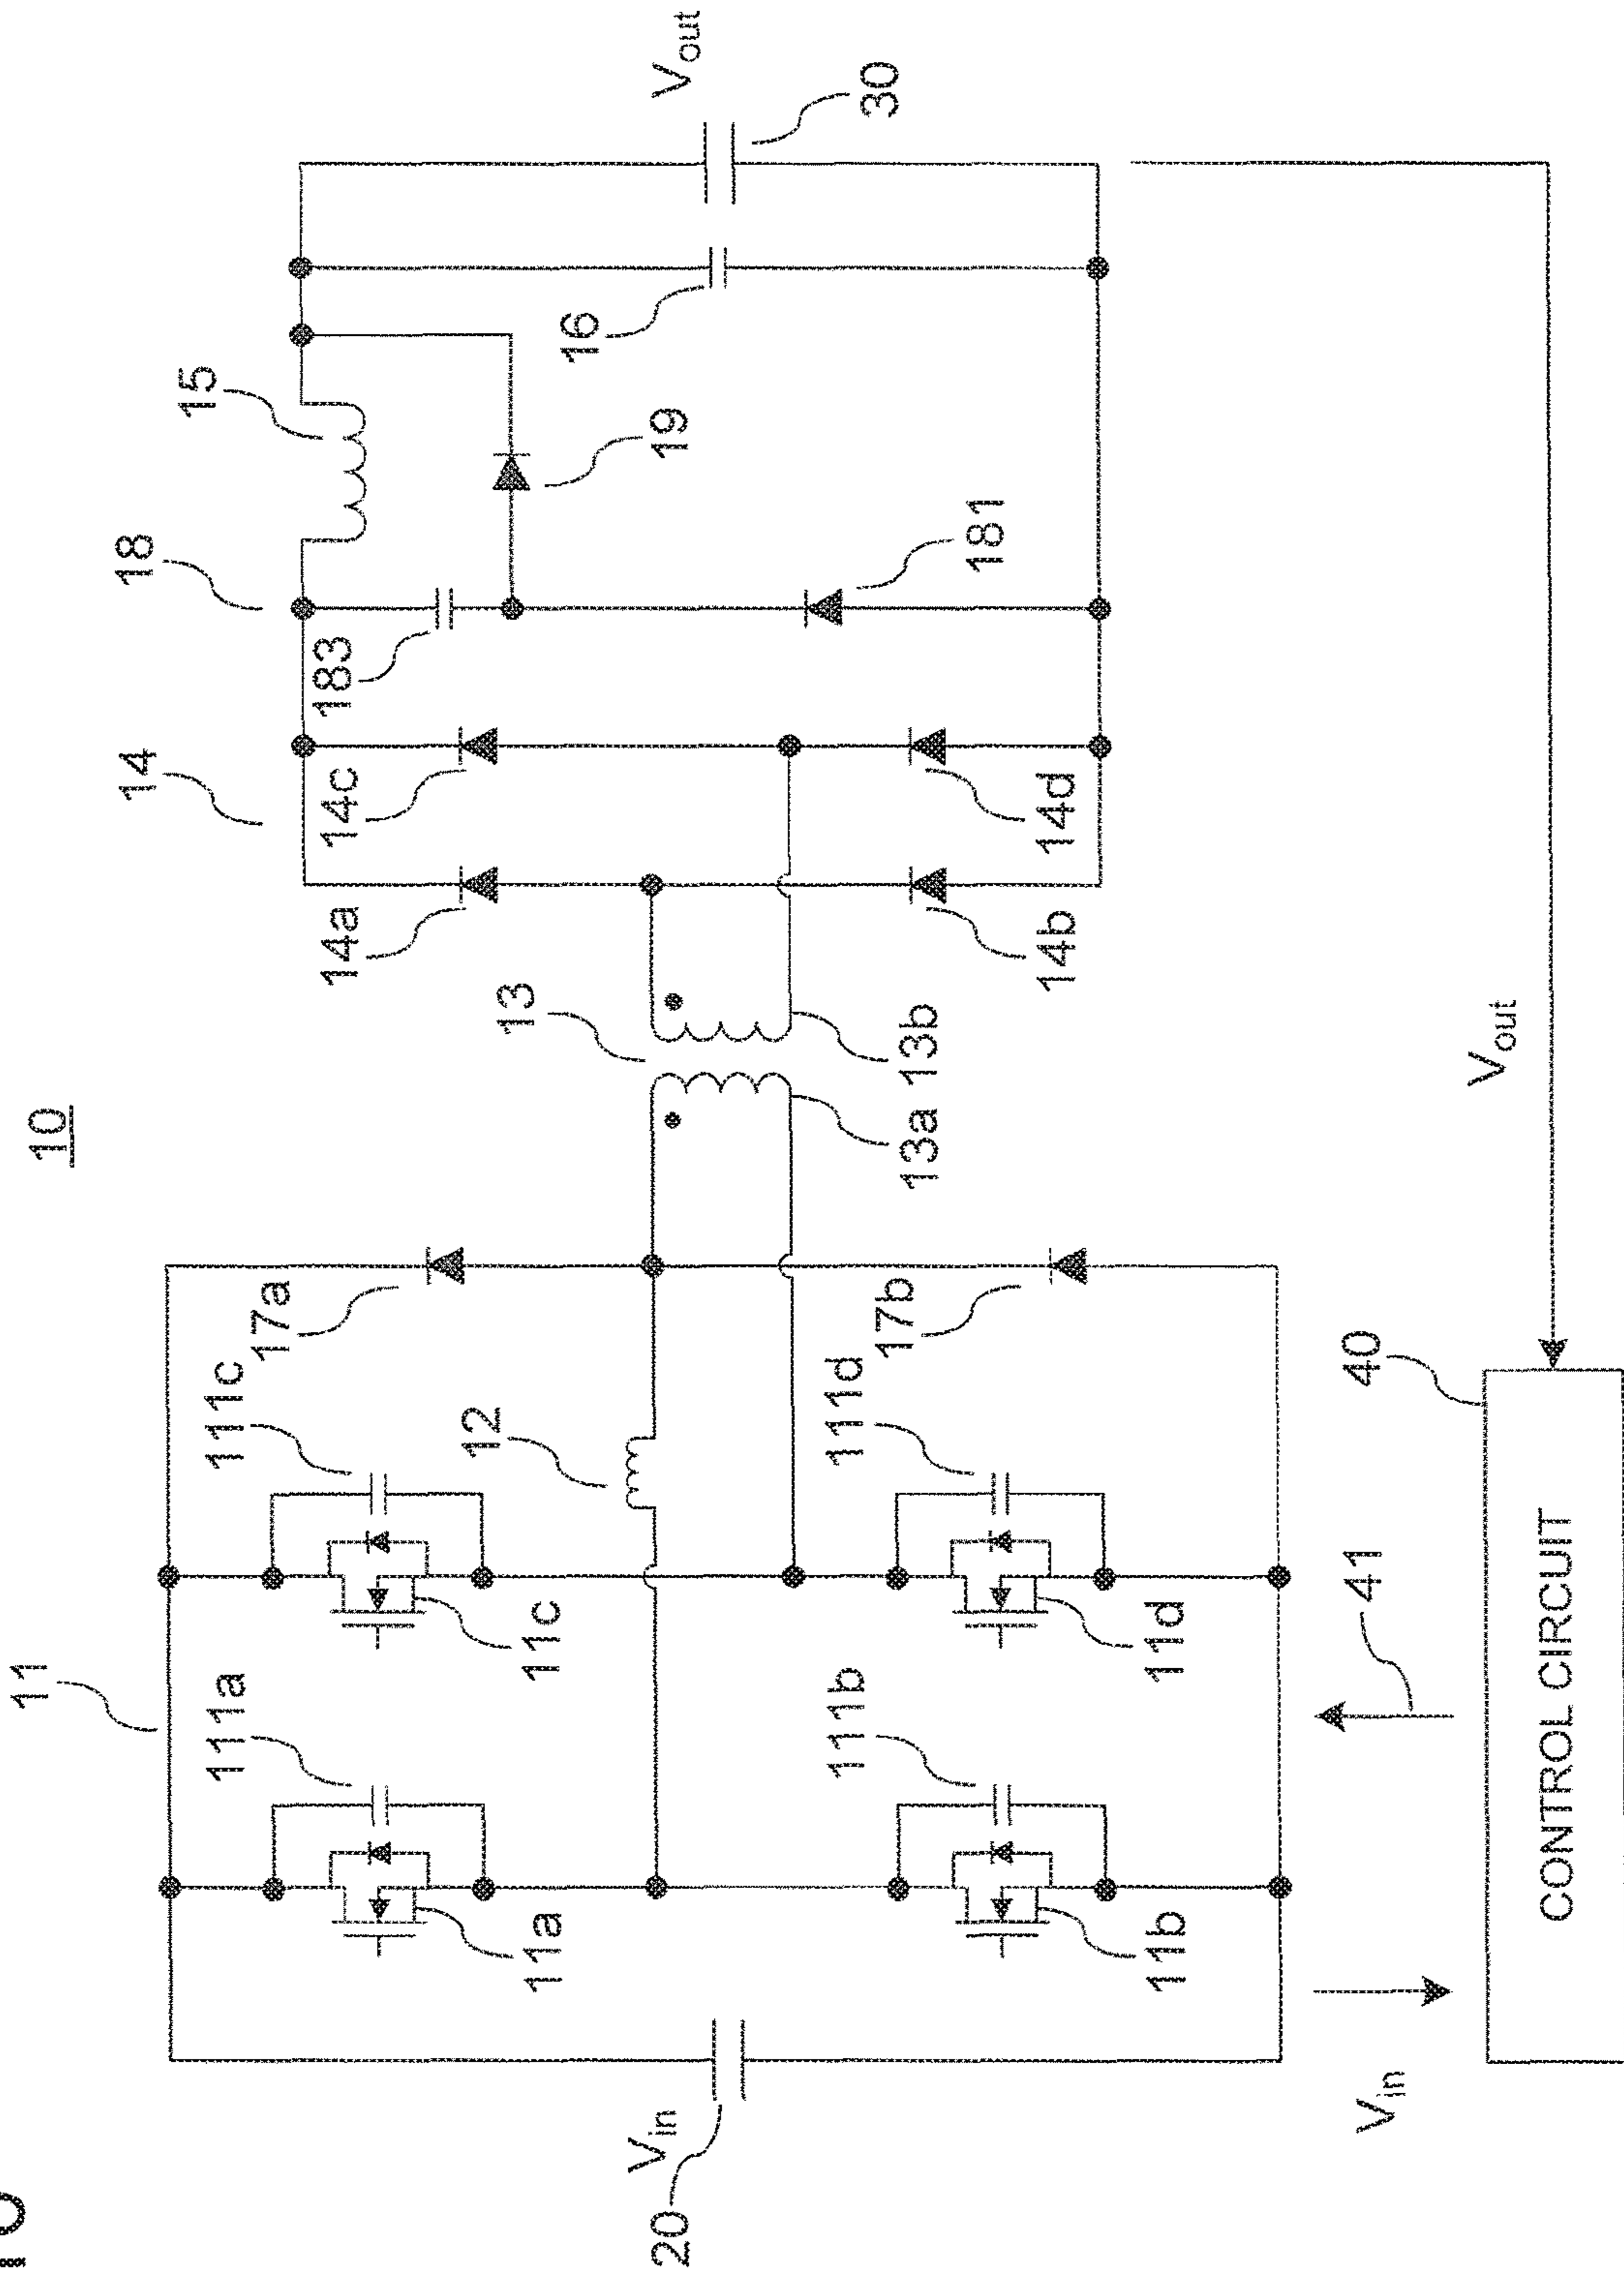 10
11
111a
111c
17a
11a
11c
12
13
14
18
15
14a
14c
183
19
16
Vout
30
Vin
20
111b
111d
17b
13a
13b
14b
14d
181
11b
11d
Vin
41
40
Vout
CONTROL CIRCUIT